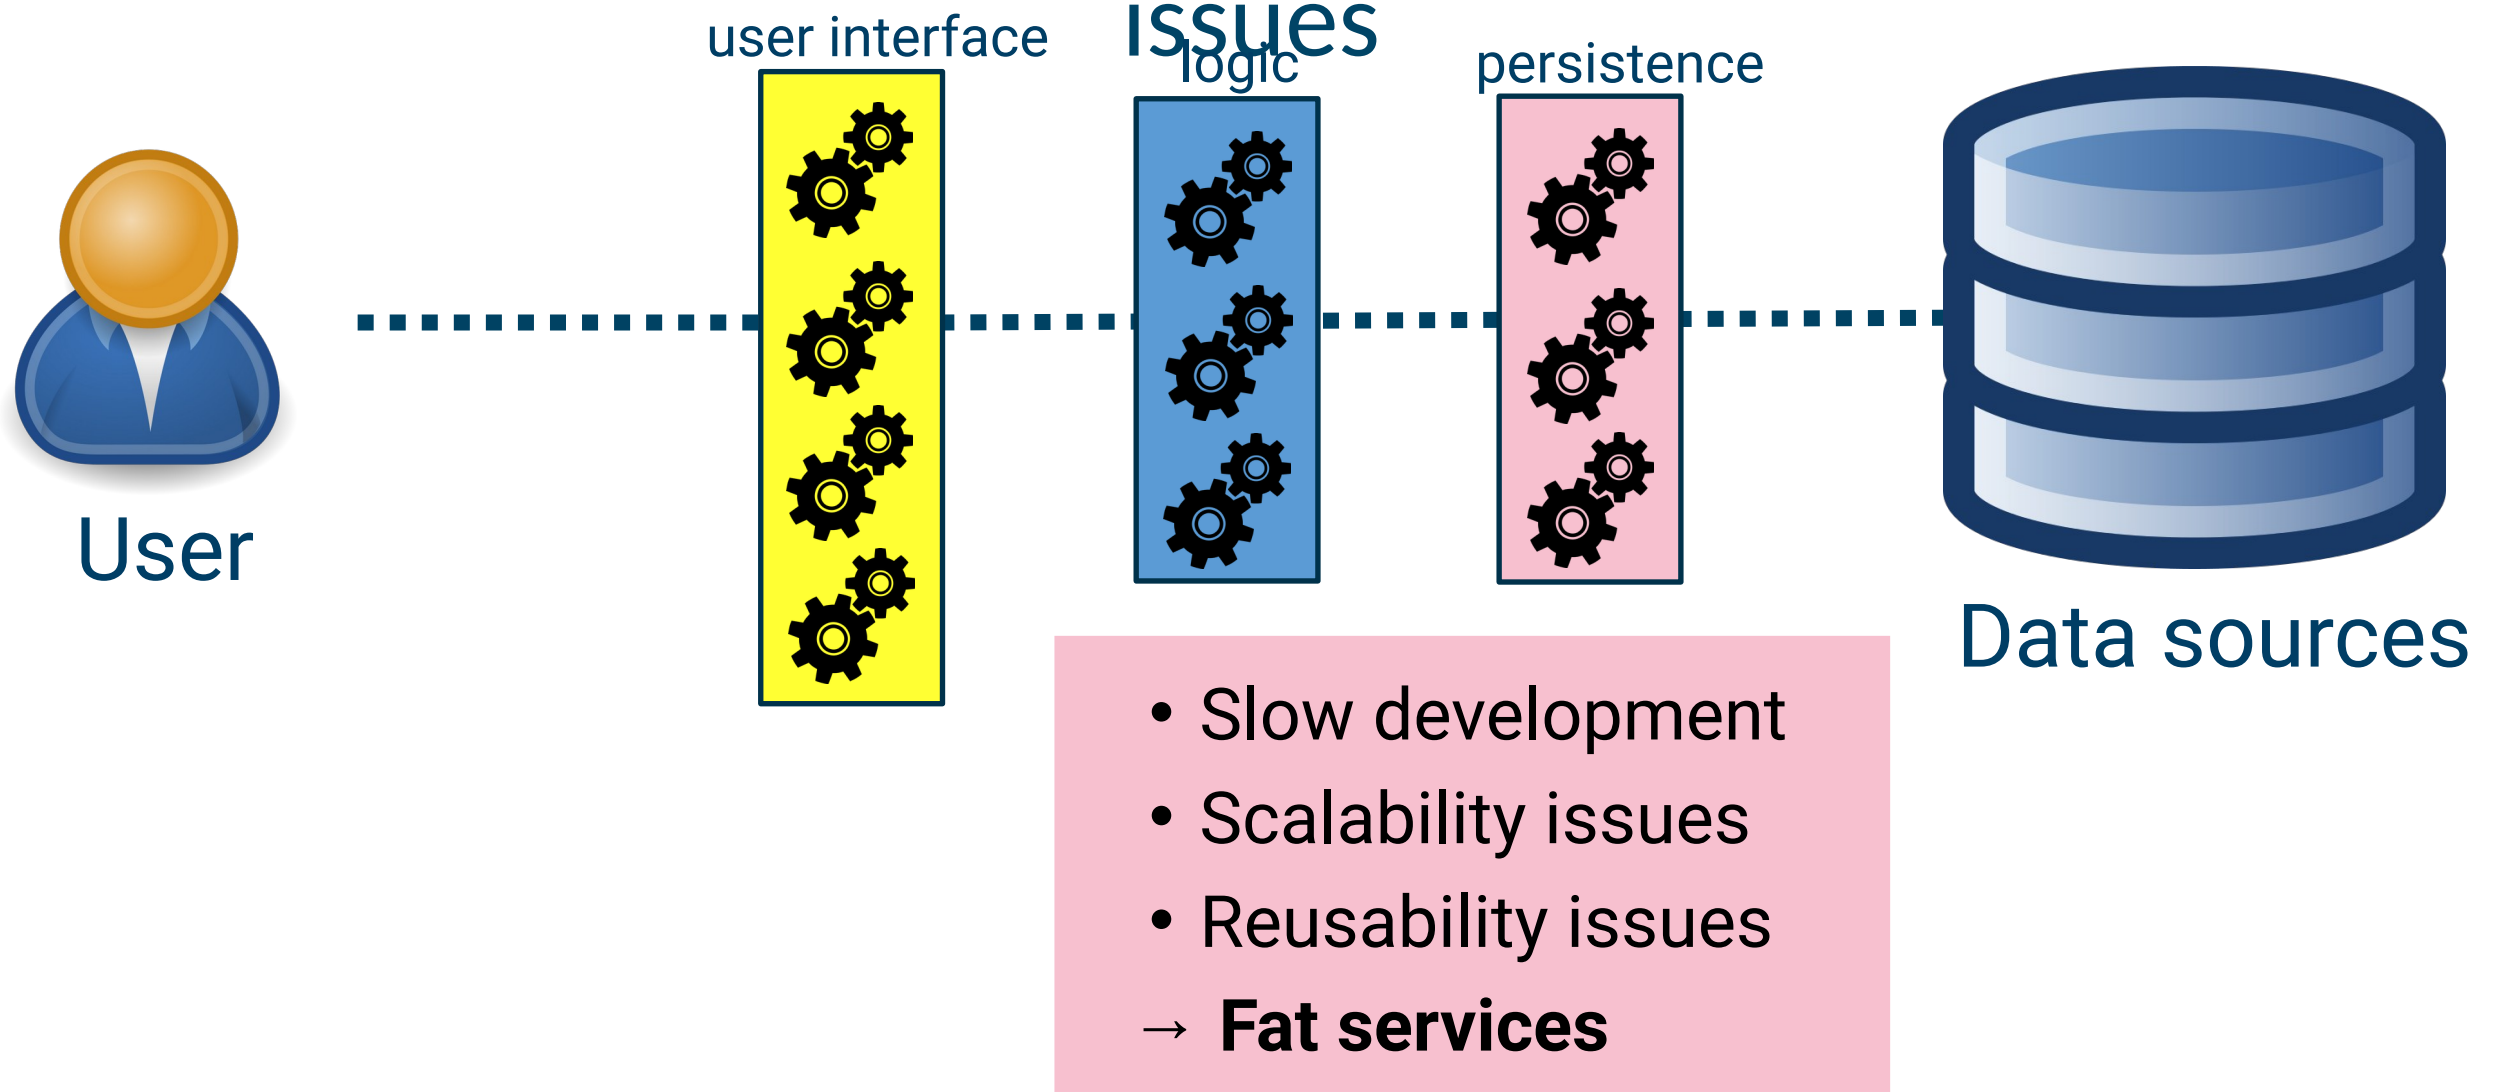 Issues
user interface
logic
persistence
User
Data sources
• Slow development
• Scalability issues
• Reusability issues
→ Fat services